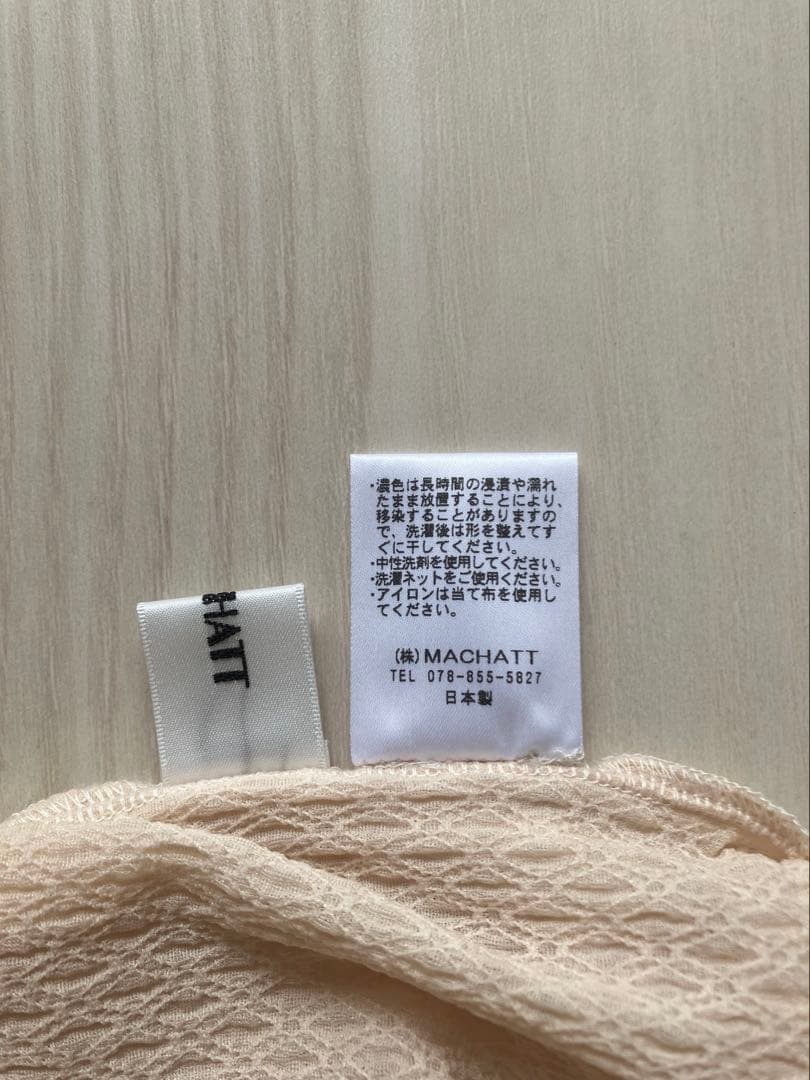 ・濃色は長時間の浸漬や濡れ
たまま放置することにより、
移染することがありますの
で、洗濯後は形を整えてす
ぐに干してください。
・中性洗剤を使用してください。
・洗濯ネットをご使用ください。
・アイロンは当て布を使用し
てください。
(株)MACHATT
TEL 078-855-5827
日本製
HATT